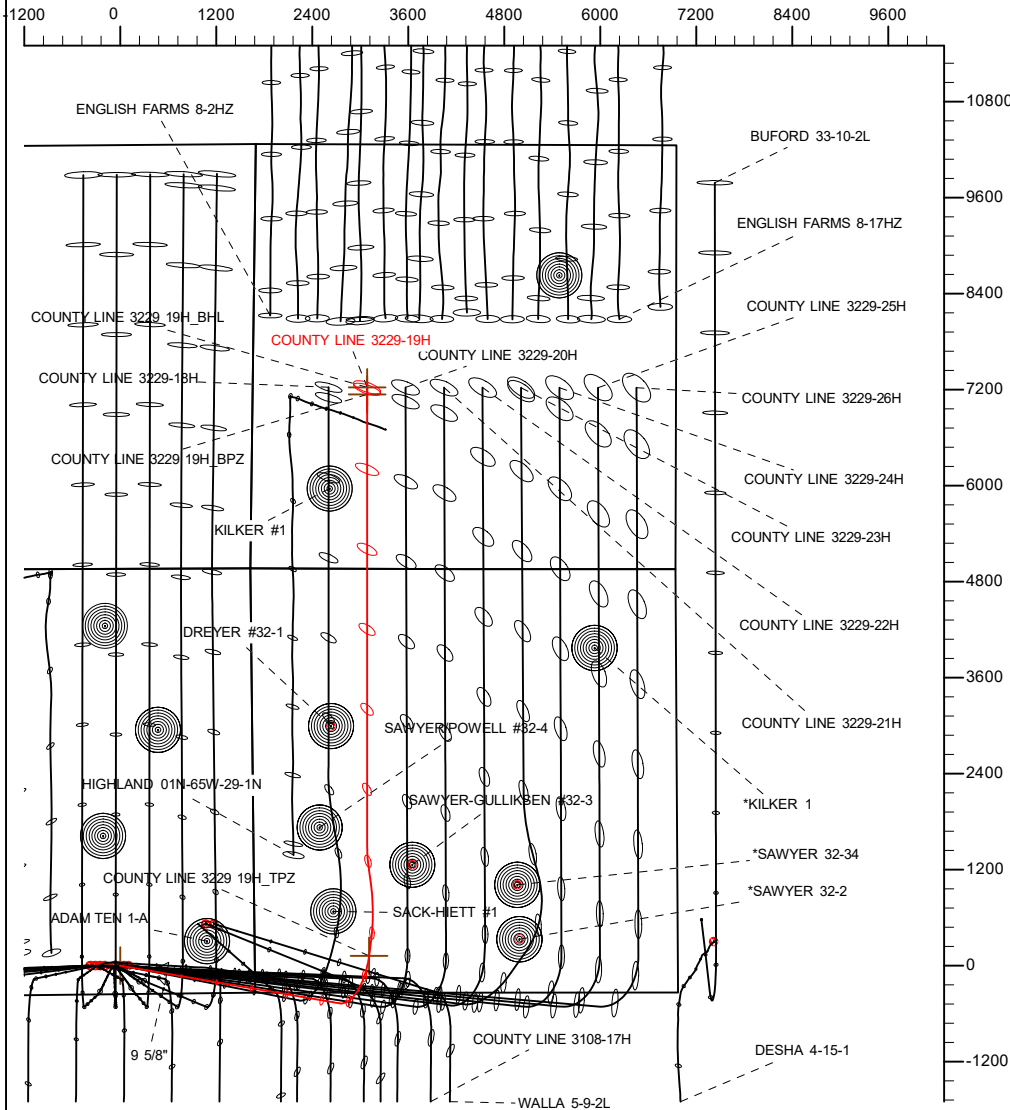 -1200 0 1200 2400 3600 4800 6000 7200 8400 9600
10800
ENGLISH FARMS 8-2HZ
BUFORD 33-10-2L
9600
ENGLISH FARMS 8-17HZ
8400
COUNTY LINE 3229 19H_BHL
COUNTY LINE 3229-25H
COUNTY LINE 3229-19H
COUNTY LINE 3229-20H
COUNTY LINE 3229-18H
7200
COUNTY LINE 3229-26H
COUNTY LINE 3229 19H_BPZ
COUNTY LINE 3229-24H
6000
KILKER #1
COUNTY LINE 3229-23H
4800
DREYER #32-1
COUNTY LINE 3229-22H
3600
SAWYER/POWELL #32-4
COUNTY LINE 3229-21H
HIGHLAND 01N-65W-29-1N
2400
SAWYER-GULLIKSEN #32-3
*KILKER 1
COUNTY LINE 3229 19H_TPZ
*SAWYER 32-34
1200
ADAM TEN 1-A
SACK-HIETT #1
*SAWYER 32-2
0
9 5/8"
COUNTY LINE 3108-17H
DESHA 4-15-1
-1200
WALLA 5-9-2L